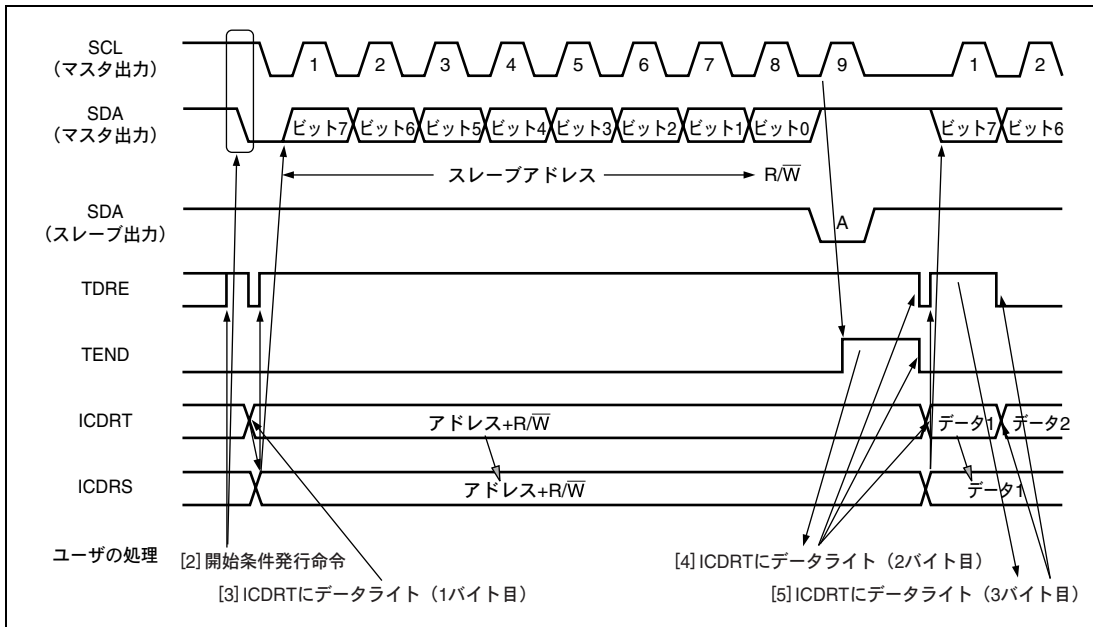 SCL
（マスタ出力）
1 2 3 4 5 6 7 8 9 1 2
SDA
（マスタ出力）
ビット7 ビット6 ビット5 ビット4 ビット3 ビット2 ビット1 ビット0 ビット7 ビット6
スレーブアドレス R/W̅
SDA
（スレーブ出力）
A
TDRE
TEND
ICDRT
アドレス+R/W̅ データ1 データ2
ICDRS
アドレス+R/W̅ データ1
ユーザの処理
[2] 開始条件発行命令
[4] ICDRTにデータライト（2バイト目）
[3] ICDRTにデータライト（1バイト目）
[5] ICDRTにデータライト（3バイト目）